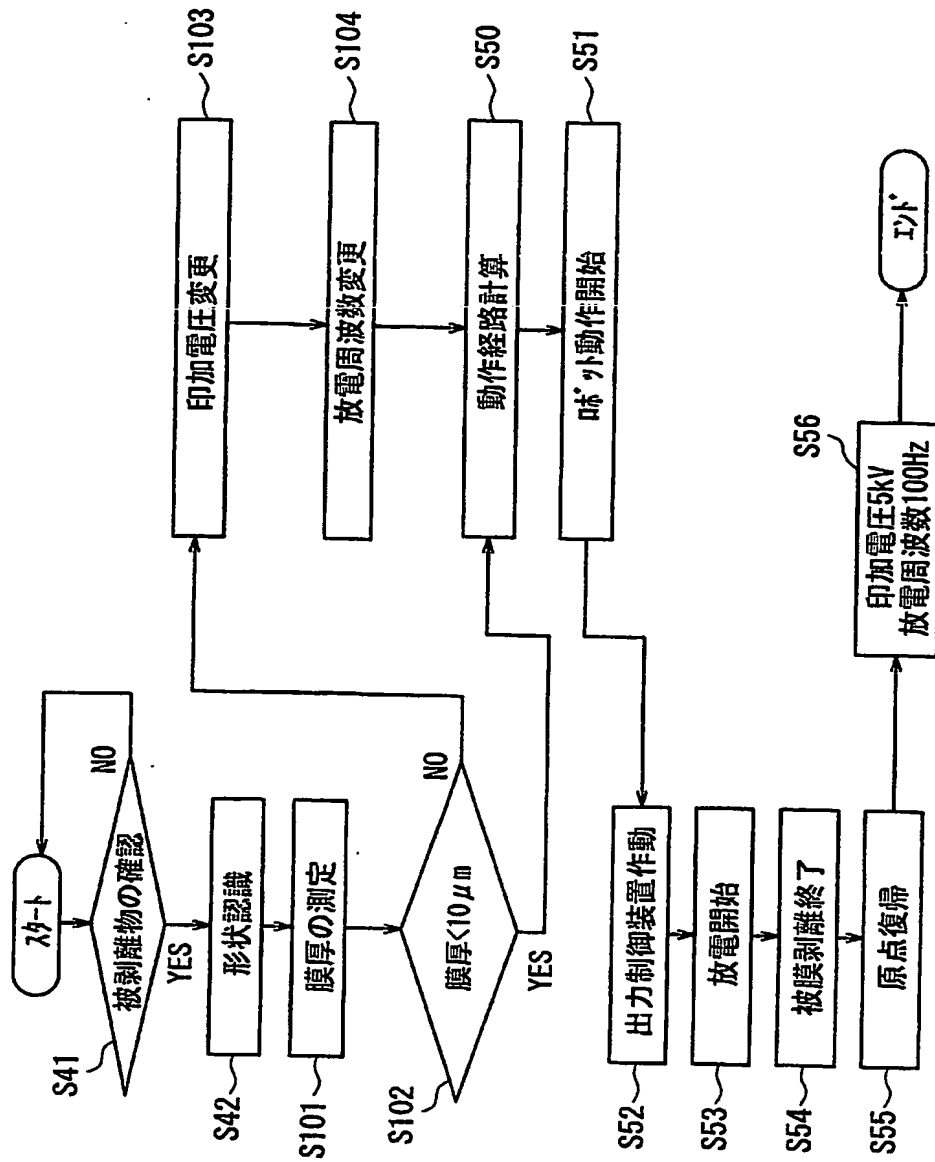 スタート
S41
被剥離物の確認
NO
YES
S42
形状認識
S101
膜厚の測定
S102
膜厚<10μm
NO
YES
印加電圧変更
S103
放電周波数変更
S104
動作経路計算
S50
ロボット動作開始
S51
S52
出力制御装置作動
S53
放電開始
S54
被膜剥離終了
S55
原点復帰
S56
印加電圧5kV
放電周波数100Hz
エンド